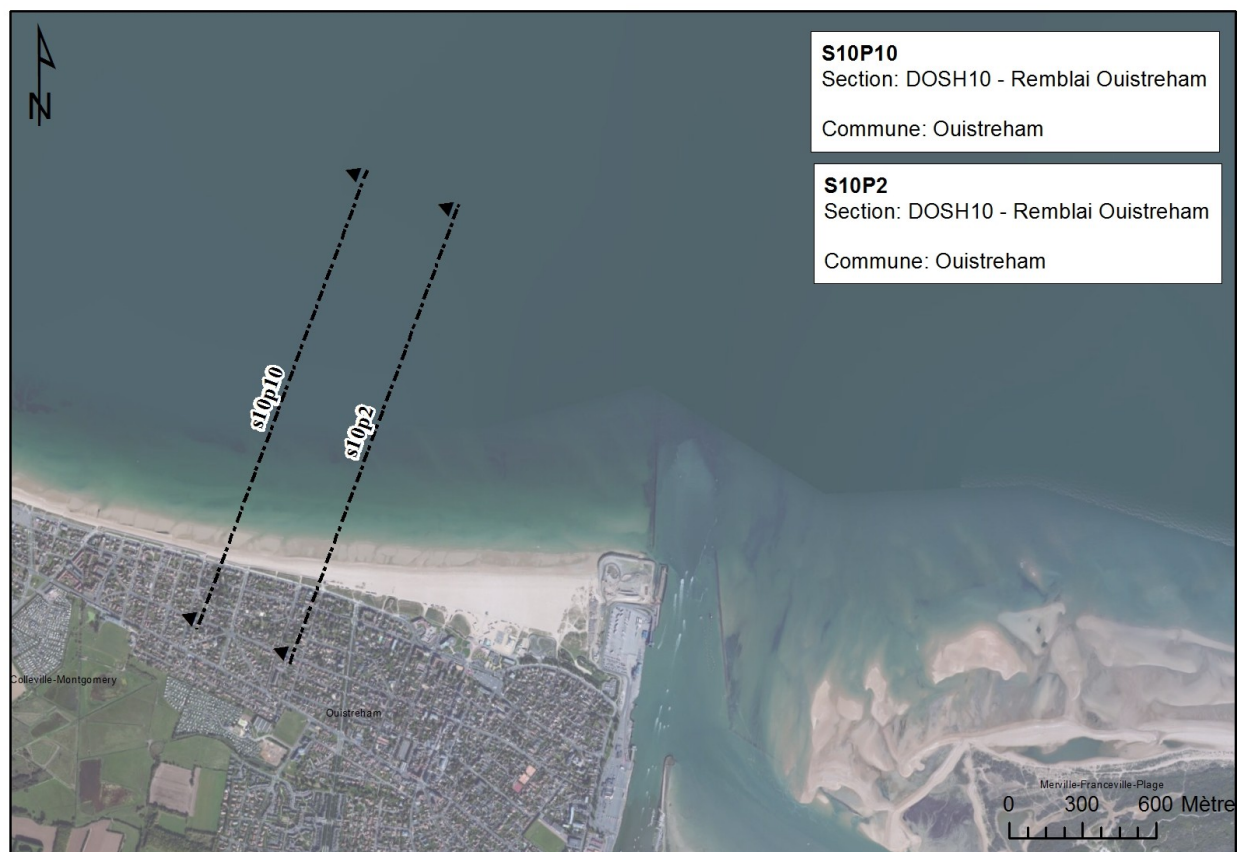 N
S10P10
Section: DOSH10 - Remblai Ouistreham
Commune: Ouistreham
S10P2
Section: DOSH10 - Remblai Ouistreham
Commune: Ouistreham
s10p10
s10p2
Colleville-Montgomery
Ouistreham
Merville-Franceville-Plage
0 300 600 Mètre